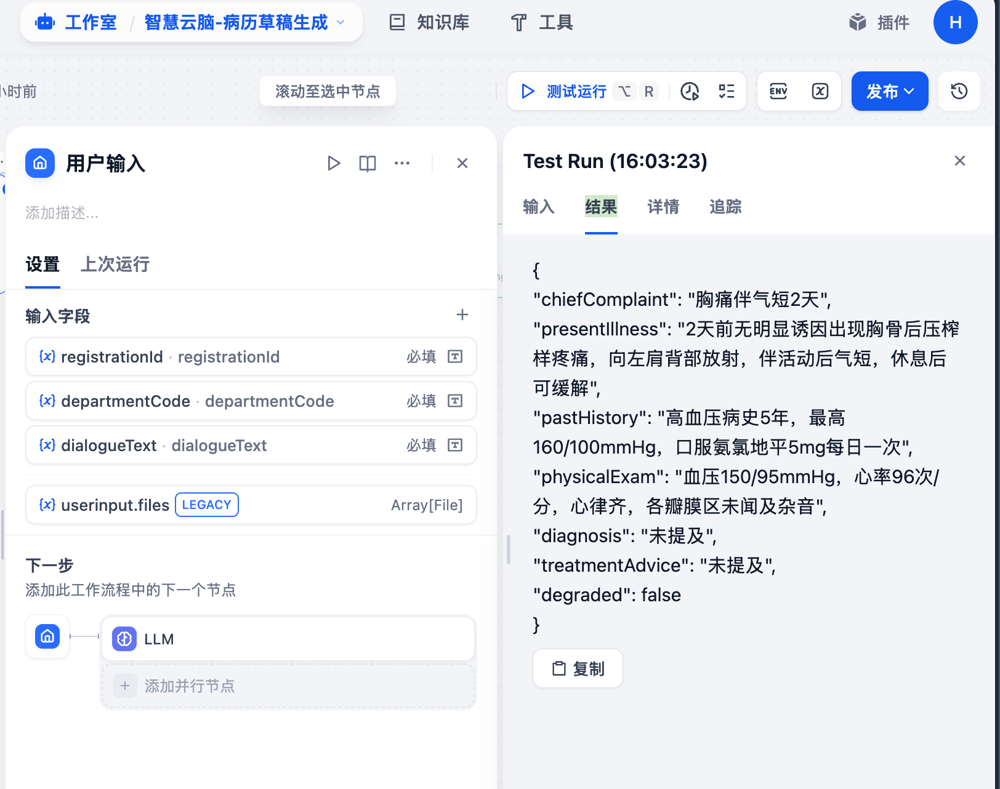 工作室 / 智慧云脑-病历草稿生成
知识库
工具
插件
H
小时前
滚动至选中节点
测试运行 ⌥ R
ENV
发布
用户输入
添加描述...
设置
上次运行
输入字段
{x} registrationId · registrationId 必填
{x} departmentCode · departmentCode 必填
{x} dialogueText · dialogueText 必填
{x} userinput.files LEGACY Array[File]
下一步
添加此工作流程中的下一个节点
LLM
添加并行节点
Test Run (16:03:23)
输入
结果
详情
追踪
{
"chiefComplaint": "胸痛伴气短2天",
"presentIllness": "2天前无明显诱因出现胸骨后压榨
样疼痛，向左肩背部放射，伴活动后气短，休息后
可缓解",
"pastHistory": "高血压病史5年，最高
160/100mmHg，口服氨氯地平5mg每日一次",
"physicalExam": "血压150/95mmHg，心率96次/
分，心律齐，各瓣膜区未闻及杂音",
"diagnosis": "未提及",
"treatmentAdvice": "未提及",
"degraded": false
}
复制